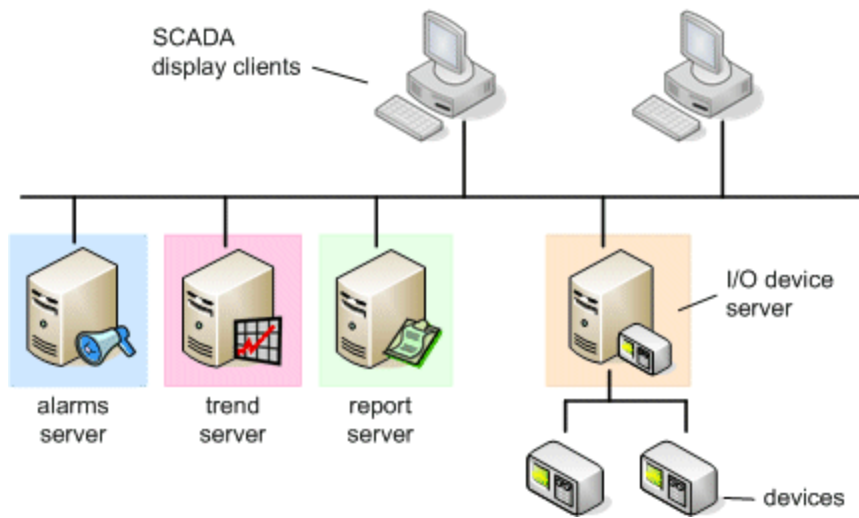 SCADA
display clients
I/O device
server
alarms
server
trend
server
report
server
devices